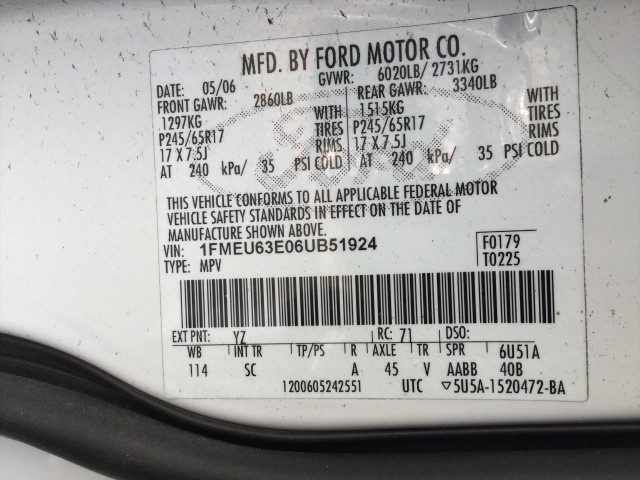 MFD. BY FORD MOTOR CO.
DATE: 05/06 GVWR: 6020LB/ 2731KG
FRONT GAWR: 2860LB REAR GAWR: 3340LB
1297KG WITH 1515KG WITH
P245/65R17 TIRES P245/65R17 TIRES
17 X 7.5J RIMS 17 X 7.5J RIMS
AT 240 kPa/ 35 PSI COLD AT 240 kPa/ 35 PSI COLD
THIS VEHICLE CONFORMS TO ALL APPLICABLE FEDERAL MOTOR
VEHICLE SAFETY STANDARDS IN EFFECT ON THE DATE OF
MANUFACTURE SHOWN ABOVE.
VIN: 1FMEU63E06UB51924 F0179
TYPE: MPV T0225
EXT PNT: YZ RC: 71 DSO:
WB INT TR TP/PS R AXLE TR SPR 6U51A
114 SC A 45 V AABB 40B
1200605242551 UTC ▽5U5A-1520472-BA